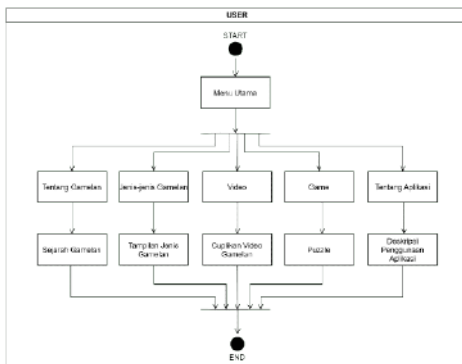 USER
START
Menu Utama
Tentang Gamelan
Jenis-jenis Gamelan
Video
Game
Tentang Aplikasi
Sejarah Gamelan
Tampilan Jenis
Gamelan
Cuplikan Video
Gamelan
Puzzle
Deskripsi
Penggunaan
Aplikasi
END